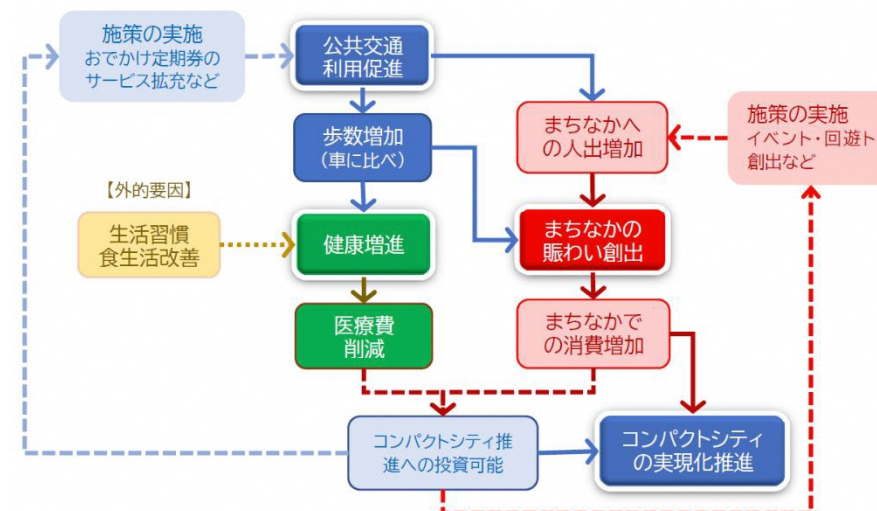 施策の実施
おでかけ定期券の
サービス拡充など
公共交通
利用促進
歩数増加
(車に比べ)
まちなかへ
の人出増加
施策の実施
イベント・回遊ト
創出など
【外的要因】
生活習慣
食生活改善
健康増進
まちなかの
賑わい創出
医療費
削減
まちなかで
の消費増加
コンパクトシティ推
進への投資可能
コンパクトシティ
の実現化推進